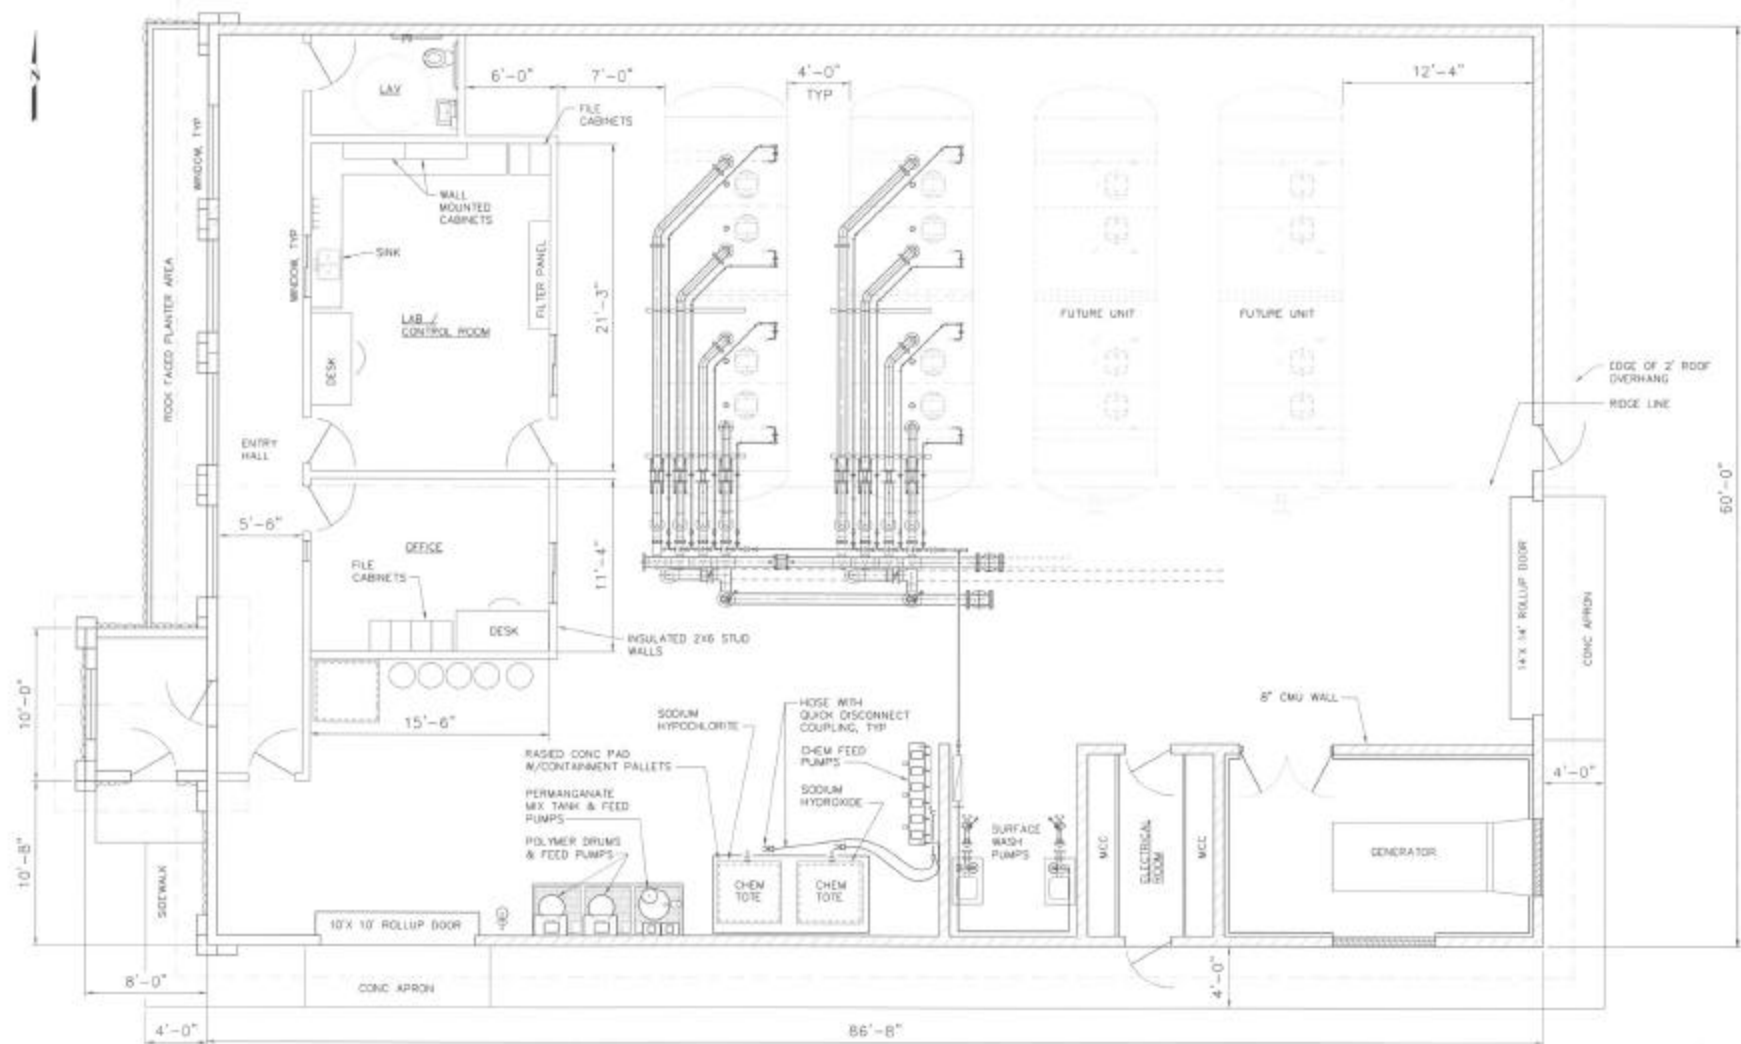 N
6'-0"
7'-0"
4'-0"
TYP
12'-4"
LAV
FILE
CABINETS
WINDOW, TYP
WALL
MOUNTED
CABINETS
SINK
WINDOW, TYP
FILTER PANEL
21'-3"
ROCK FACED PLANTER AREA
LAB /
CONTROL ROOM
DESK
FUTURE UNIT
FUTURE UNIT
EDGE OF 2' ROOF
OVERHANG
RIDGE LINE
ENTRY
HALL
60'-0"
5'-6"
OFFICE
FILE
CABINETS
11'-4"
DESK
14'X 14' ROLLUP DOOR
CONC APRON
INSULATED 2X6 STUD
WALLS
10'-0"
15'-6"
SODIUM
HYPOCHLORITE
HOSE WITH
QUICK DISCONNECT
COUPLING, TYP
8" CMU WALL
RASIED CONC PAD
W/CONTAINMENT PALLETS
CHEM FEED
PUMPS
4'-0"
PERMANGANATE
MIX TANK & FEED
PUMPS
SODIUM
HYDROXIDE
POLYMER DRUMS
& FEED PUMPS
SURFACE
WASH
PUMPS
MCC
ELECTRICAL
ROOM
MCC
GENERATOR
10'-8"
SIDEWALK
CHEM
TOTE
CHEM
TOTE
10'X 10' ROLLUP DOOR
8'-0"
CONC APRON
4'-0"
4'-0"
86'-8"